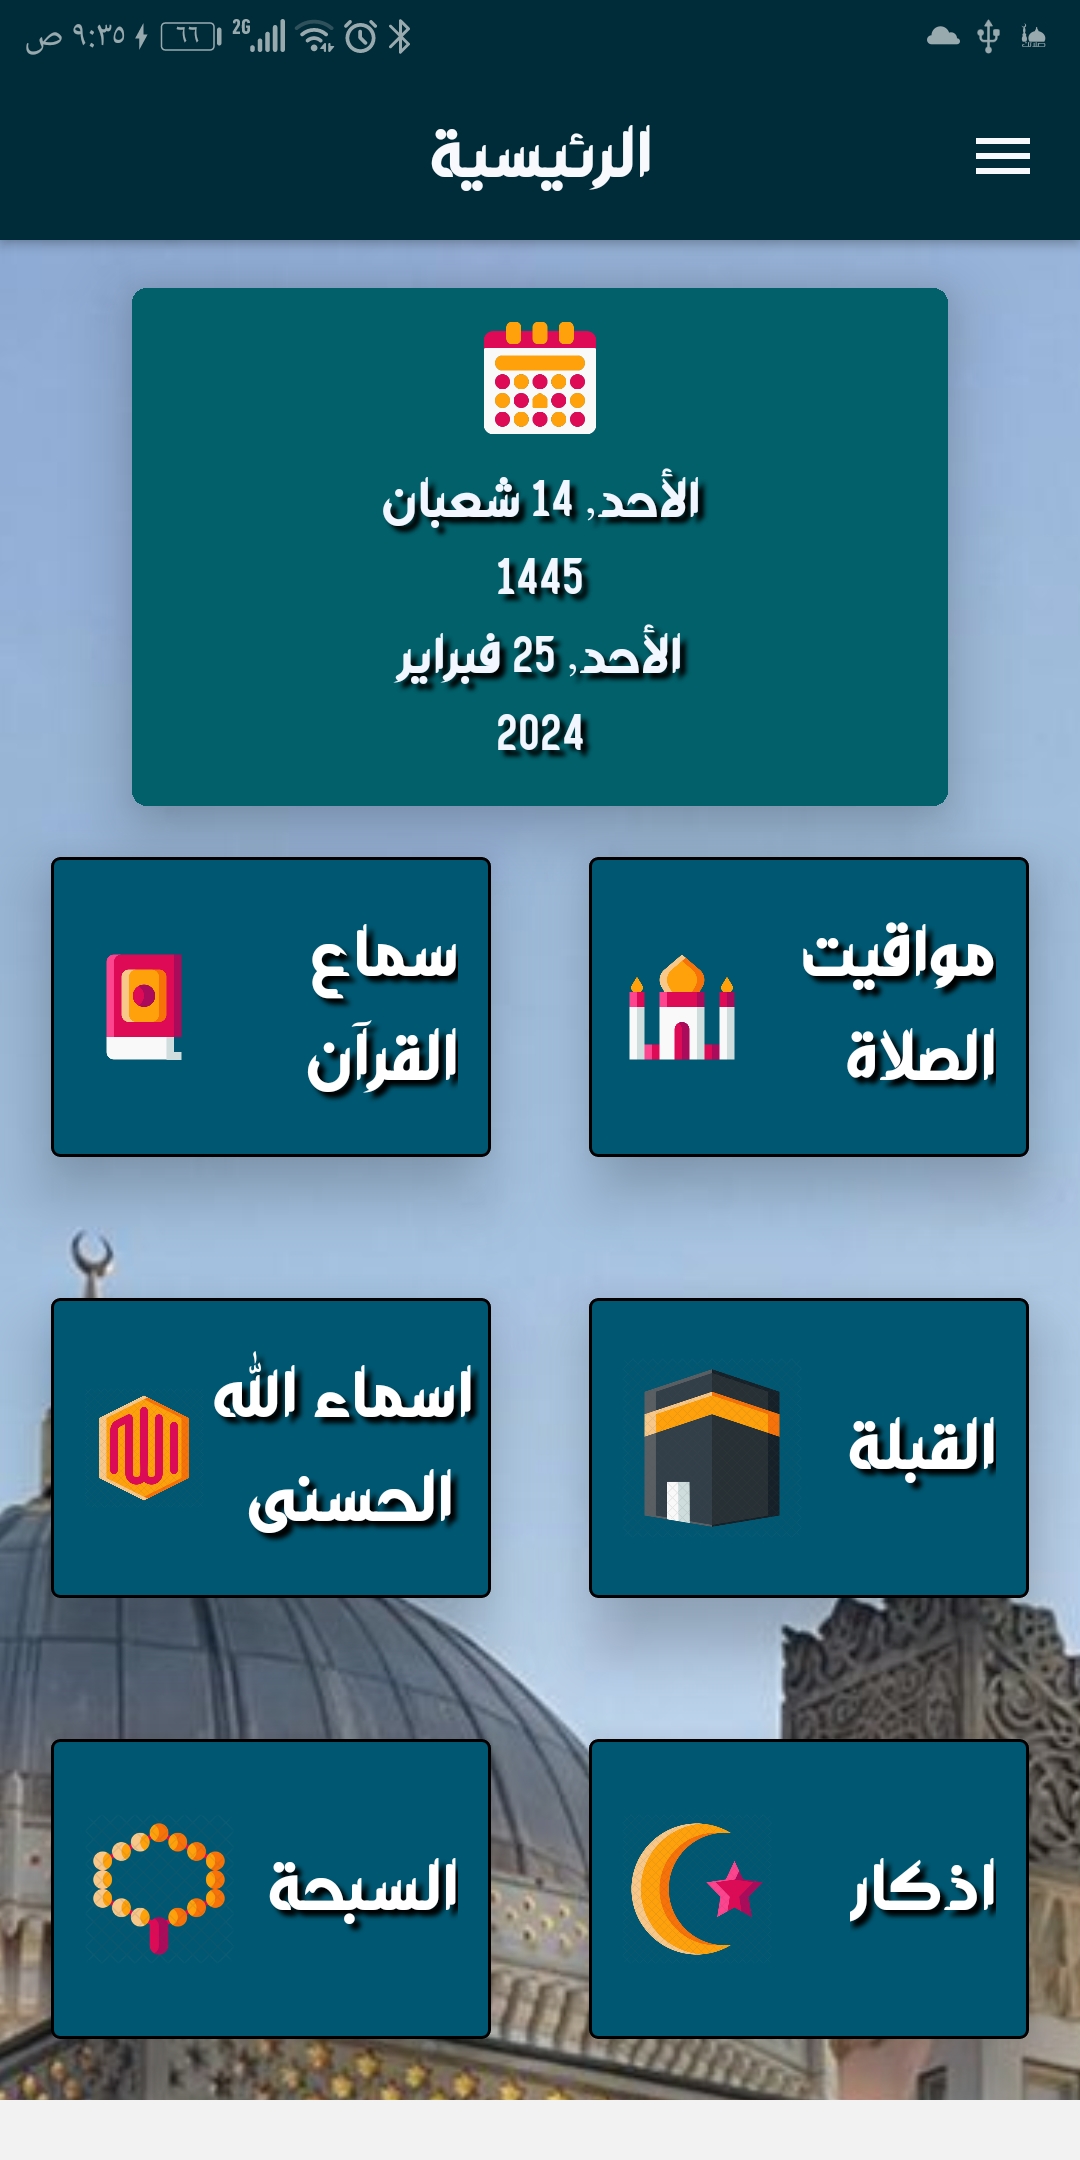 ٩:٣٥ ص
٦٦
2G
الرئيسية
الأحد, 14 شعبان
1445
الأحد, 25 فبراير
2024
مواقيت
الصلاة
سماع
القرآن
القبلة
اسماء الله
الحسنى
اذكار
السبحة